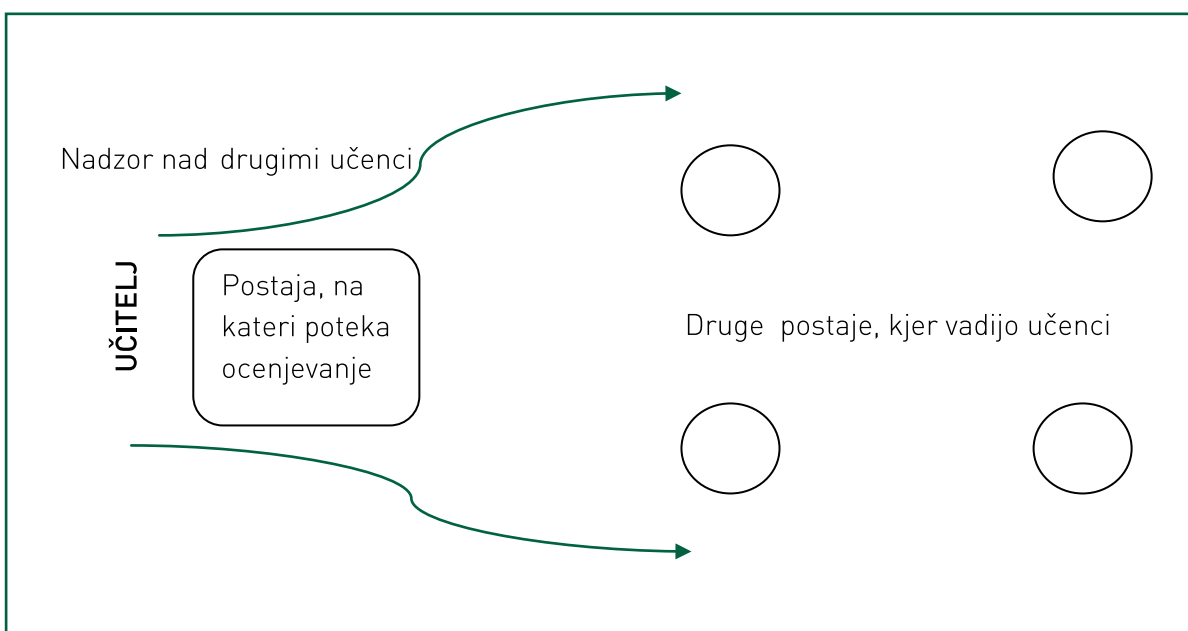 Nadzor nad drugimi učenci
UČITELJ
Postaja, na
kateri poteka
ocenjevanje
Druge postaje, kjer vadijo učenci